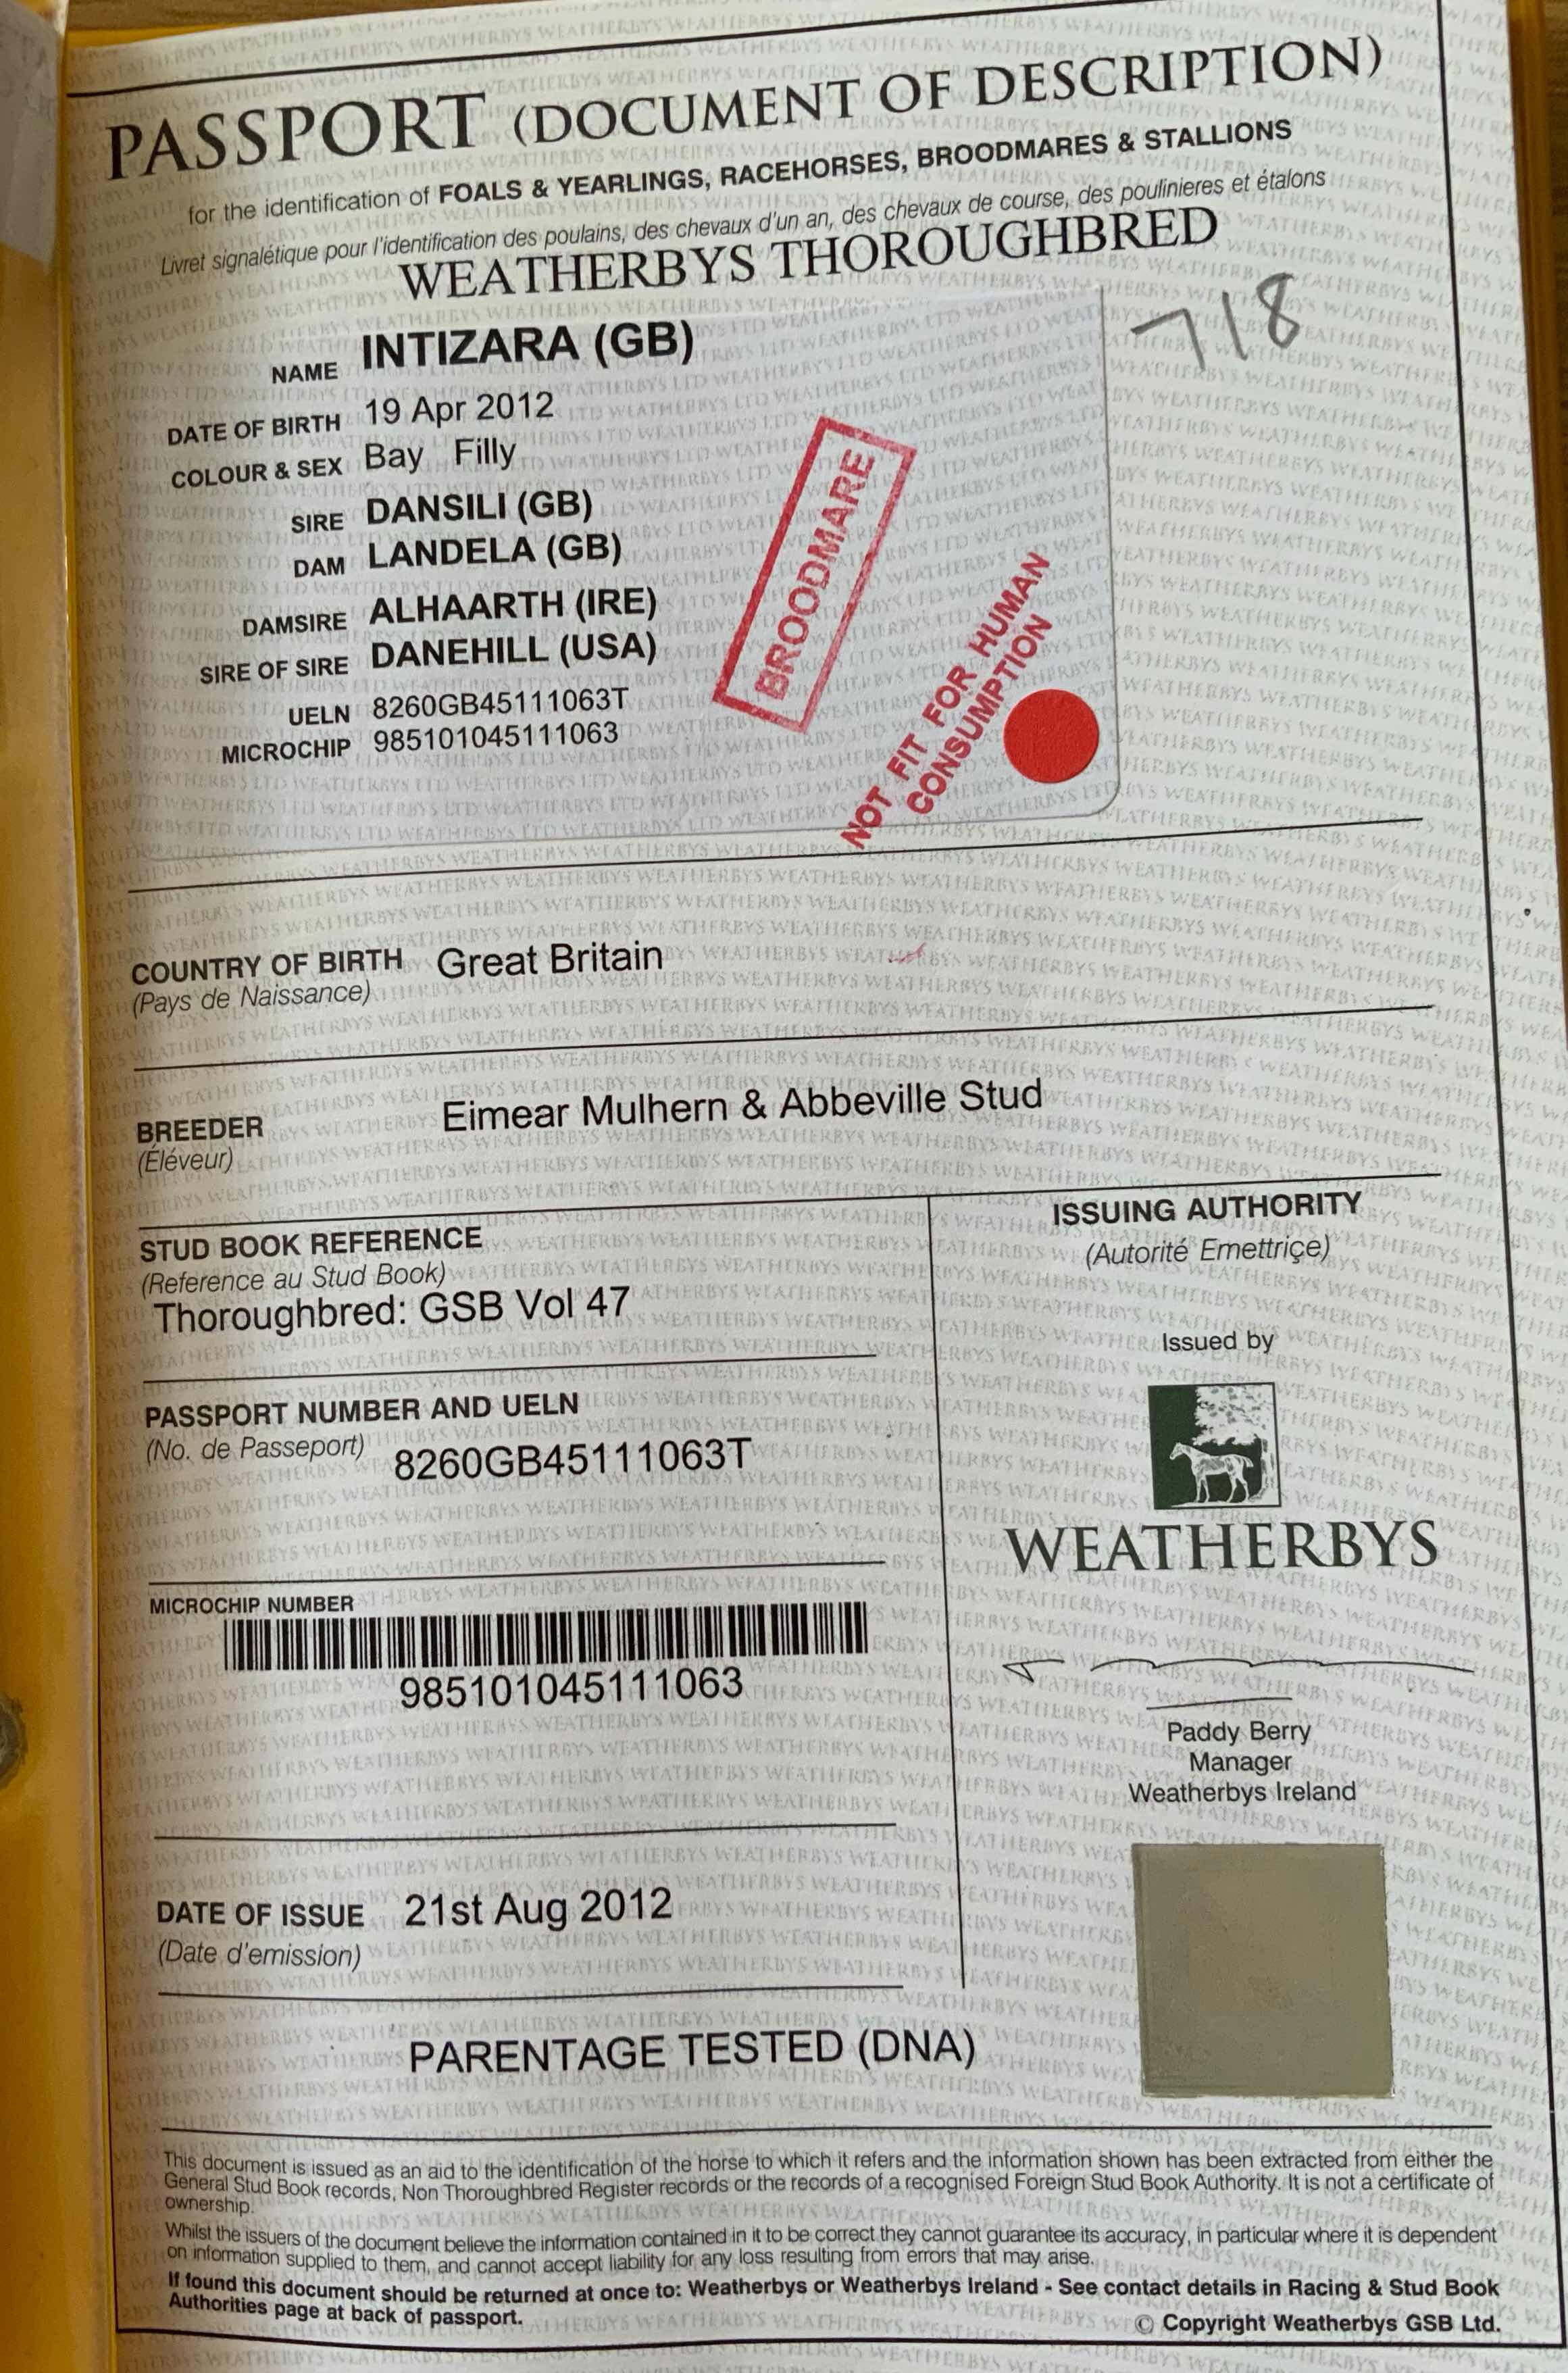 PASSPORT (DOCUMENT OF DESCRIPTION)
for the identification of FOALS & YEARLINGS, RACEHORSES, BROODMARES & STALLIONS
Livret signalétique pour l'identification des poulains, des chevaux d'un an, des chevaux de course, des poulinieres et étalons
WEATHERBYS THOROUGHBRED
718
NAME INTIZARA (GB)
DATE OF BIRTH 19 Apr 2012
COLOUR & SEX Bay Filly
SIRE DANSILI (GB)
DAM LANDELA (GB)
DAMSIRE ALHAARTH (IRE)
SIRE OF SIRE DANEHILL (USA)
UELN 8260GB45111063T
MICROCHIP 985101045111063
BROODMARE
NOT FIT FOR HUMAN
CONSUMPTION
COUNTRY OF BIRTH Great Britain
(Pays de Naissance)
BREEDER Eimear Mulhern & Abbeville Stud
(Éléveur)
STUD BOOK REFERENCE
(Reference au Stud Book)
Thoroughbred: GSB Vol 47
PASSPORT NUMBER AND UELN
(No. de Passeport) 8260GB45111063T
MICROCHIP NUMBER
985101045111063
DATE OF ISSUE 21st Aug 2012
(Date d'emission)
ISSUING AUTHORITY
(Autorité Emettriçe)
Issued by
WEATHERBYS
Paddy Berry
Manager
Weatherbys Ireland
PARENTAGE TESTED (DNA)
This document is issued as an aid to the identification of the horse to which it refers and the information shown has been extracted from either the
General Stud Book records, Non Thoroughbred Register records or the records of a recognised Foreign Stud Book Authority. It is not a certificate of
ownership.
Whilst the issuers of the document believe the information contained in it to be correct they cannot guarantee its accuracy, in particular where it is dependent
on information supplied to them, and cannot accept liability for any loss resulting from errors that may arise.
If found this document should be returned at once to: Weatherbys or Weatherbys Ireland - See contact details in Racing & Stud Book
Authorities page at back of passport.
© Copyright Weatherbys GSB Ltd.